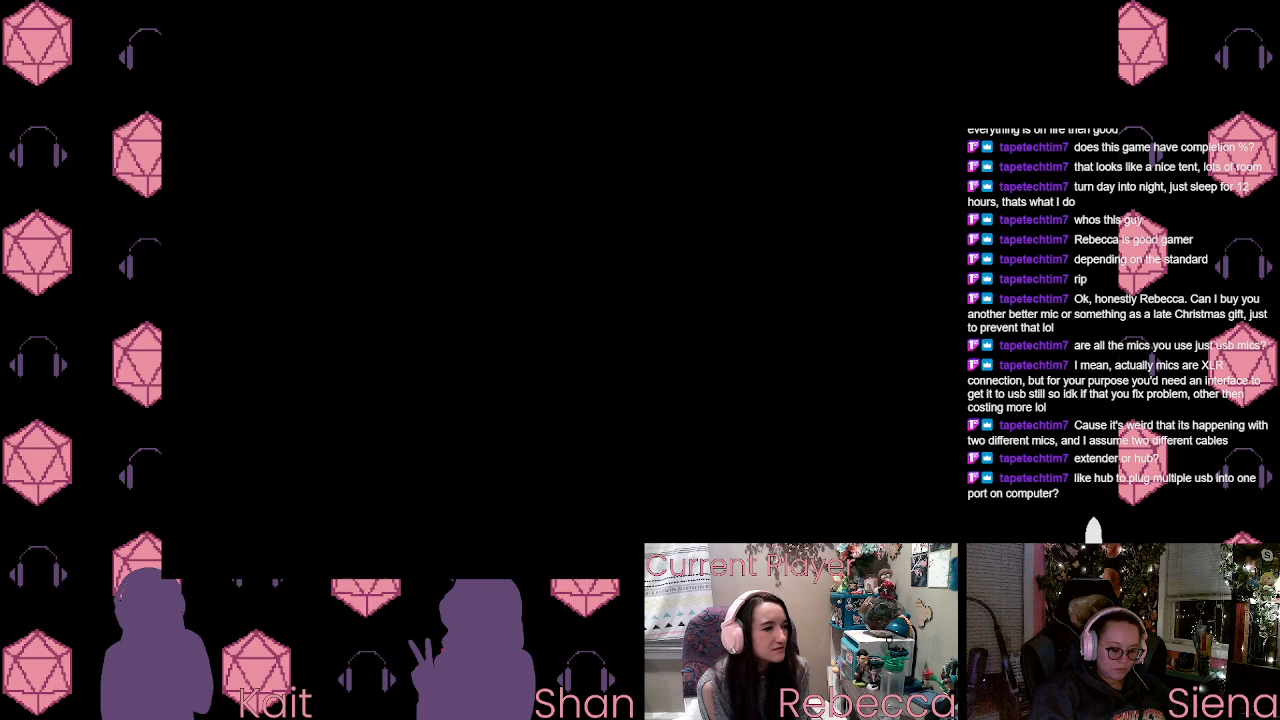 everything is on fire then good
tapetechtim7 does this game have completion %?
tapetechtim7 that looks like a nice tent, lots of room
tapetechtim7 turn day into night, just sleep for 12
hours, thats what I do
tapetechtim7 whos this guy
tapetechtim7 Rebecca is good gamer
tapetechtim7 depending on the standard
tapetechtim7 rip
tapetechtim7 Ok, honestly Rebecca. Can I buy you
another better mic or something as a late Christmas gift, just
to prevent that lol
tapetechtim7 are all the mics you use just usb mics?
tapetechtim7 I mean, actually mics are XLR
connection, but for your purpose you'd need an interface to
get it to usb still so idk if that you fix problem, other then
costing more lol
tapetechtim7 Cause it's weird that its happening with
two different mics, and I assume two different cables
tapetechtim7 extender or hub?
tapetechtim7 like hub to plug multiple usb into one
port on computer?
Current Player
Kait
Shan
Rebecca
Siena